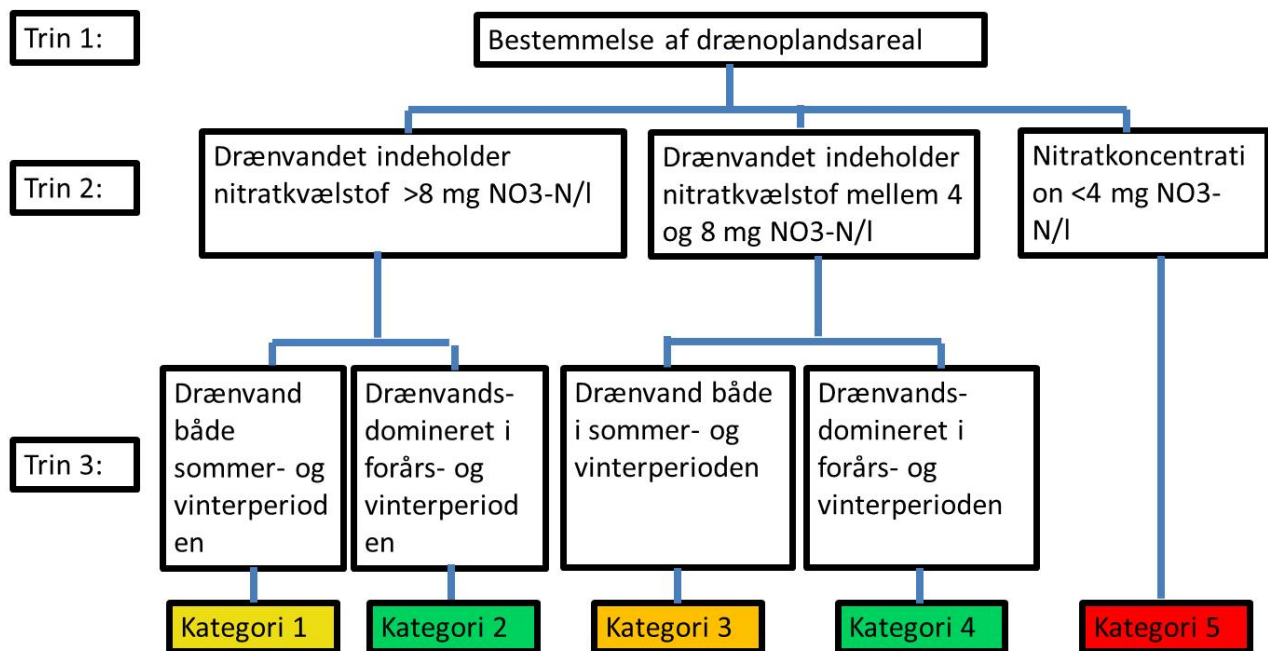 Trin 1:
Bestemmelse af drænoplandsareal
Trin 2:
Drænvandet indeholder
nitratkvælstof >8 mg NO3-N/l
Drænvandet indeholder
nitratkvælstof mellem 4
og 8 mg NO3-N/l
Nitratkoncentrati
on <4 mg NO3-
N/l
Trin 3:
Drænvand
både
sommer- og
vinterperiod
en
Drænvands-
domineret i
forårs- og
vinterperiod
en
Drænvand både
i sommer- og
vinterperioden
Drænvands-
domineret i
forårs- og
vinterperioden
Kategori 1
Kategori 2
Kategori 3
Kategori 4
Kategori 5